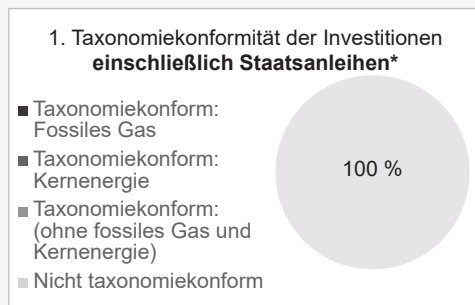 1. Taxonomiekonformität der Investitionen
einschließlich Staatsanleihen*
Taxonomiekonform:
Fossiles Gas
Taxonomiekonform:
Kernenergie
Taxonomiekonform:
(ohne fossiles Gas und
Kernenergie)
Nicht taxonomiekonform
100 %